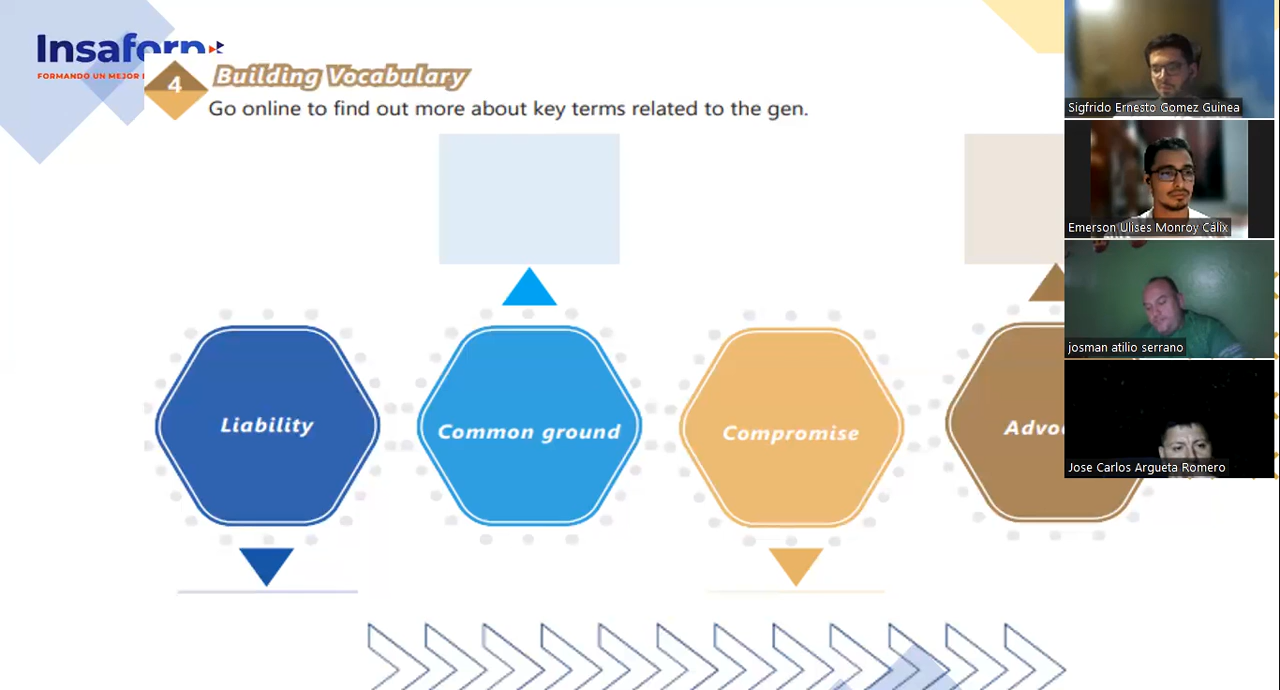 Insaforp
FORMANDO UN MEJOR
4
Building Vocabulary
Go online to find out more about key terms related to the gen.
Liability
Common ground
Compromise
Sigfrido Ernesto Gomez Guinea
Emerson Ulises Monroy Cálix
josman atilio serrano
Jose Carlos Argueta Romero